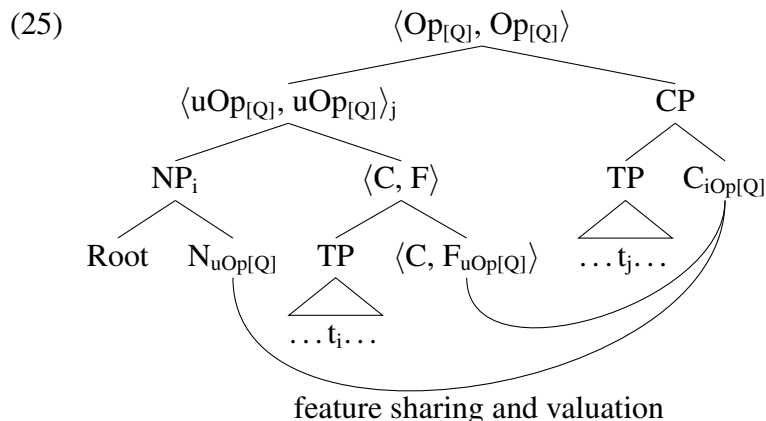 (25)
⟨Op[Q], Op[Q]⟩
⟨uOp[Q], uOp[Q]⟩j CP
NPi ⟨C, F⟩ TP CiOp[Q]
Root NuOp[Q] TP ⟨C, FuOp[Q]⟩ …tj…
…ti…
feature sharing and valuation